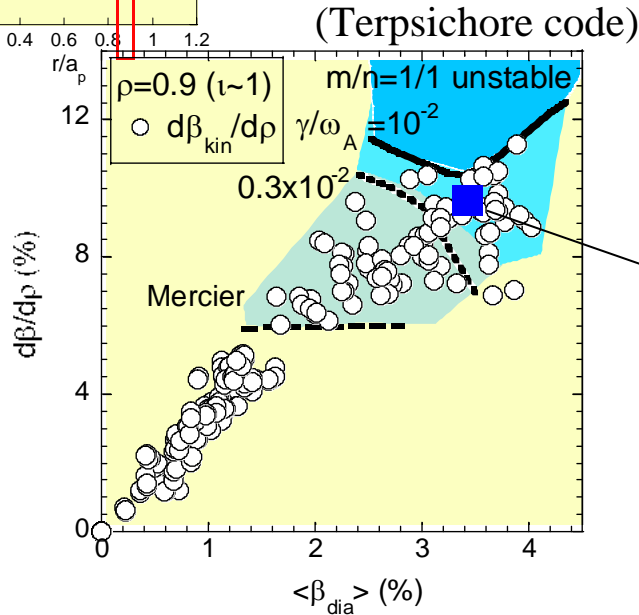 (Terpsichore code)
0.4 0.6 0.8 1 1.2
r/a_p
ρ=0.9 (ι~1)
dβ_kin/dρ
m/n=1/1 unstable
γ/ω_A =10⁻²
0.3x10⁻²
Mercier
12
8
4
0
dβ/dρ (%)
0 1 2 3 4
<β_dia> (%)